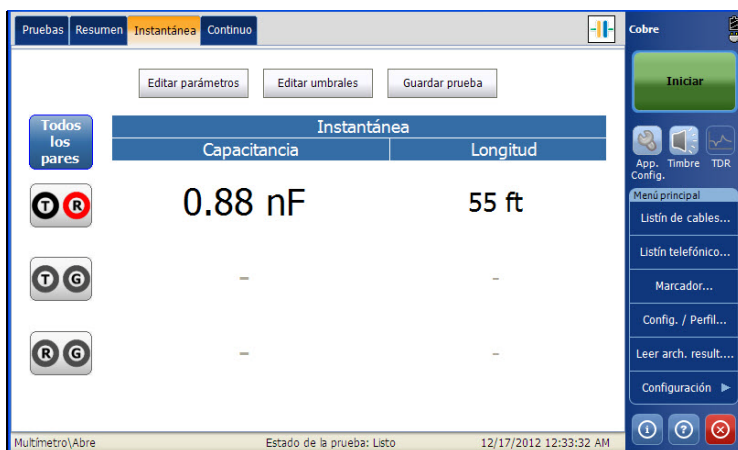 Pruebas
Resumen
Instantánea
Continuo
Editar parámetros
Editar umbrales
Guardar prueba
Todos
los
pares
Instantánea
Capacitancia
Longitud
T R
0.88 nF
55 ft
T G
–
–
R G
–
–
Multímetro\Abre
Estado de la prueba: Listo
12/17/2012 12:33:32 AM
Cobre
Iniciar
App.
Config.
Timbre
TDR
Menú principal
Listín de cables...
Listín telefónico...
Marcador...
Config. / Perfil...
Leer arch. result....
Configuración